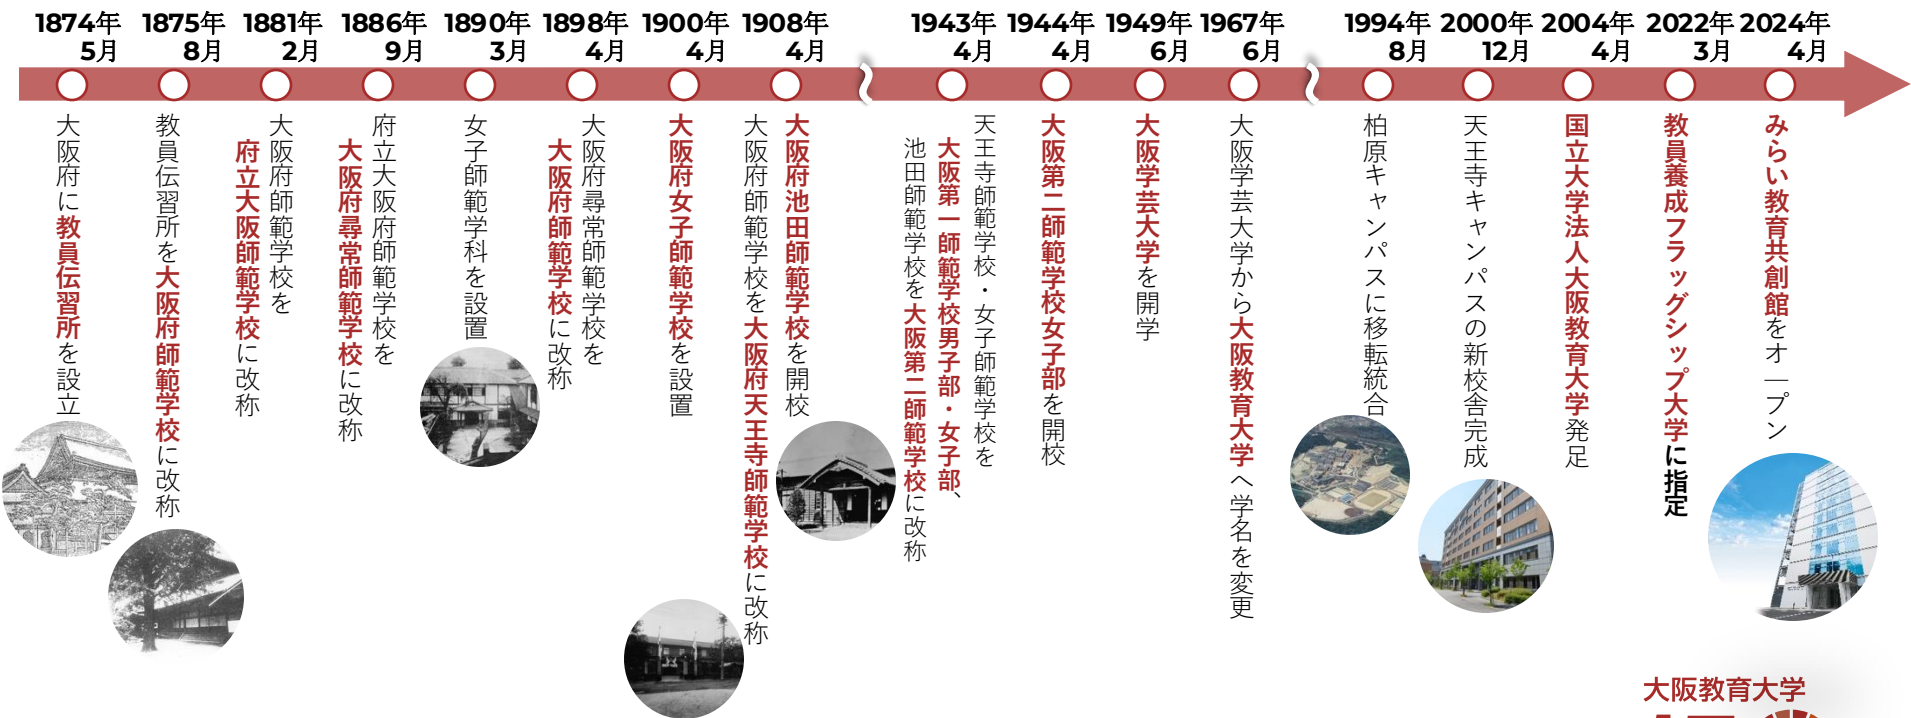 1874年
5月
大阪府に教員伝習所を設立
1875年
8月
教員伝習所を大阪府師範学校に改称
1881年
2月
大阪府師範学校を
府立大阪師範学校に改称
1886年
9月
府立大阪府師範学校を
大阪府尋常師範学校に改称
1890年
3月
女子師範学科を設置
1898年
4月
大阪府尋常師範学校を
大阪府師範学校に改称
1900年
4月
大阪府女子師範学校を設置
1908年
4月
大阪府池田師範学校を開校
大阪府師範学校を大阪府天王寺師範学校に改称
1943年
4月
天王寺師範学校・女子師範学校を
大阪第一師範学校男子部・女子部、
池田師範学校を大阪第二師範学校に改称
1944年
4月
大阪第二師範学校女子部を開校
1949年
6月
大阪学芸大学を開学
1967年
6月
大阪学芸大学から大阪教育大学へ学名を変更
1994年
8月
柏原キャンパスに移転統合
2000年
12月
天王寺キャンパスの新校舎完成
2004年
4月
国立大学法人大阪教育大学発足
2022年
3月
教員養成フラッグシップ大学に指定
2024年
4月
みらい教育共創館をオープン
大阪教育大学